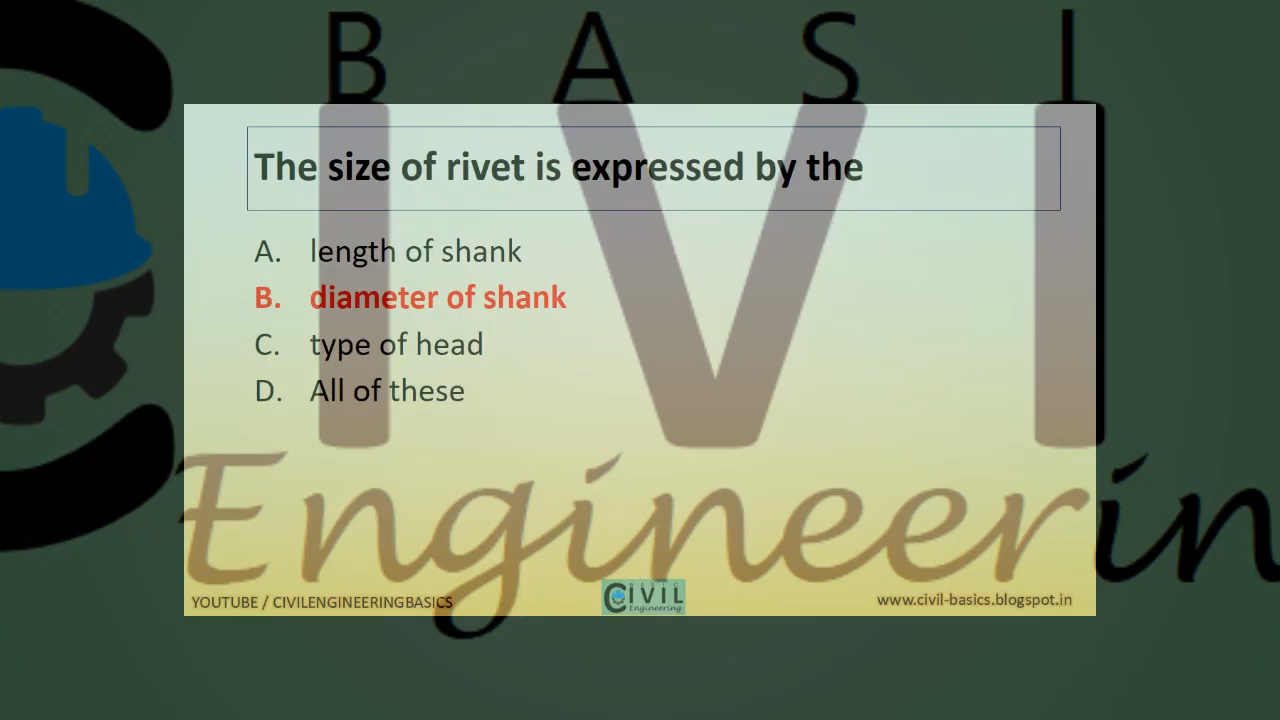 B A S I
The size of rivet is expressed by the
A. length of shank
B. diameter of shank
C. type of head
D. All of these
IVI
Engineerin
YOUTUBE / CIVILENGINEERINGBASICS
CIVIL
Engineering
www.civil-basics.blogspot.in